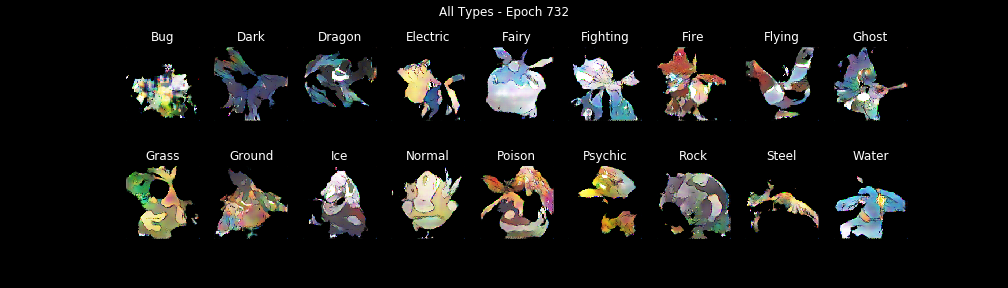 All Types - Epoch 732
Bug Dark Dragon Electric Fairy Fighting Fire Flying Ghost
Grass Ground Ice Normal Poison Psychic Rock Steel Water